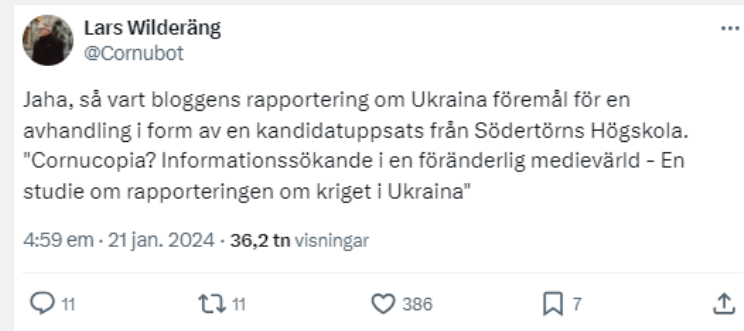 Lars Wilderäng
@Cornubot
Jaha, så vart bloggens rapportering om Ukraina föremål för en
avhandling i form av en kandidatuppsats från Södertörns Högskola.
"Cornucopia? Informationssökande i en föränderlig medievärld - En
studie om rapporteringen om kriget i Ukraina"
4:59 em · 21 jan. 2024 · 36,2 tn visningar
11 11 386 7